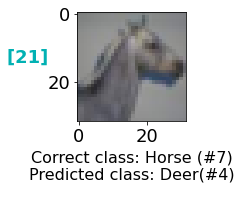 0
[21]
20
0 20
Correct class: Horse (#7)
Predicted class: Deer(#4)